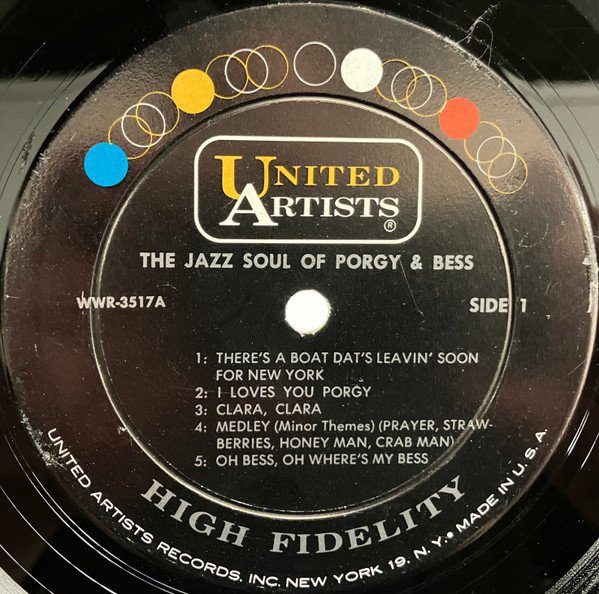 UNITED
ARTISTS
®
THE JAZZ SOUL OF PORGY & BESS
WWR-3517A
SIDE 1
1: THERE'S A BOAT DAT'S LEAVIN' SOON
FOR NEW YORK
2: I LOVES YOU PORGY
3: CLARA, CLARA
4: MEDLEY (Minor Themes) (PRAYER, STRAW-
BERRIES, HONEY MAN, CRAB MAN)
5: OH BESS, OH WHERE'S MY BESS
HIGH FIDELITY
UNITED ARTISTS RECORDS, INC. NEW YORK 19, N.Y. • MADE IN U.S.A.